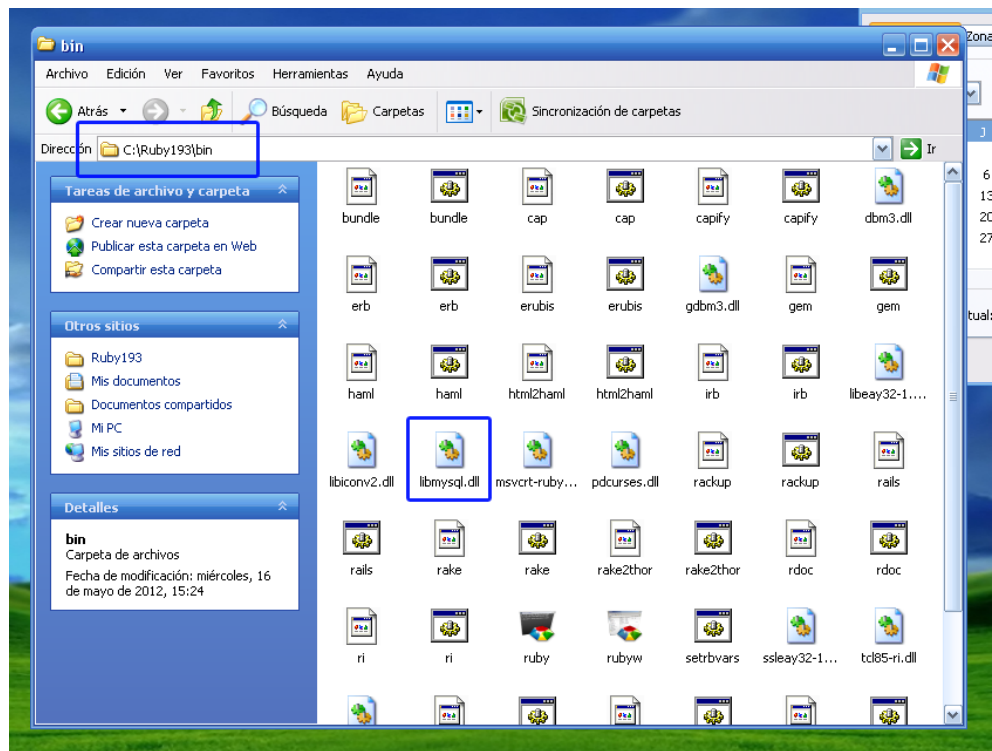 bin
Archivo Edición Ver Favoritos Herramientas Ayuda
Atrás Búsqueda Carpetas Sincronización de carpetas
Dirección C:\Ruby193\bin Ir
Tareas de archivo y carpeta
Crear nueva carpeta
Publicar esta carpeta en Web
Compartir esta carpeta
Otros sitios
Ruby193
Mis documentos
Documentos compartidos
Mi PC
Mis sitios de red
Detalles
bin
Carpeta de archivos
Fecha de modificación: miércoles, 16
de mayo de 2012, 15:24
bundle bundle cap cap capify capify dbm3.dll
erb erb erubis erubis gdbm3.dll gem gem
haml haml html2haml html2haml irb irb libeay32-1....
libiconv2.dll libmysql.dll msvcrt-ruby... pdcurses.dll rackup rackup rails
rails rake rake rake2thor rake2thor rdoc rdoc
ri ri ruby rubyw setrbvars ssleay32-1... tcl85-ri.dll
Zona
J
6
13
20
27
tual: